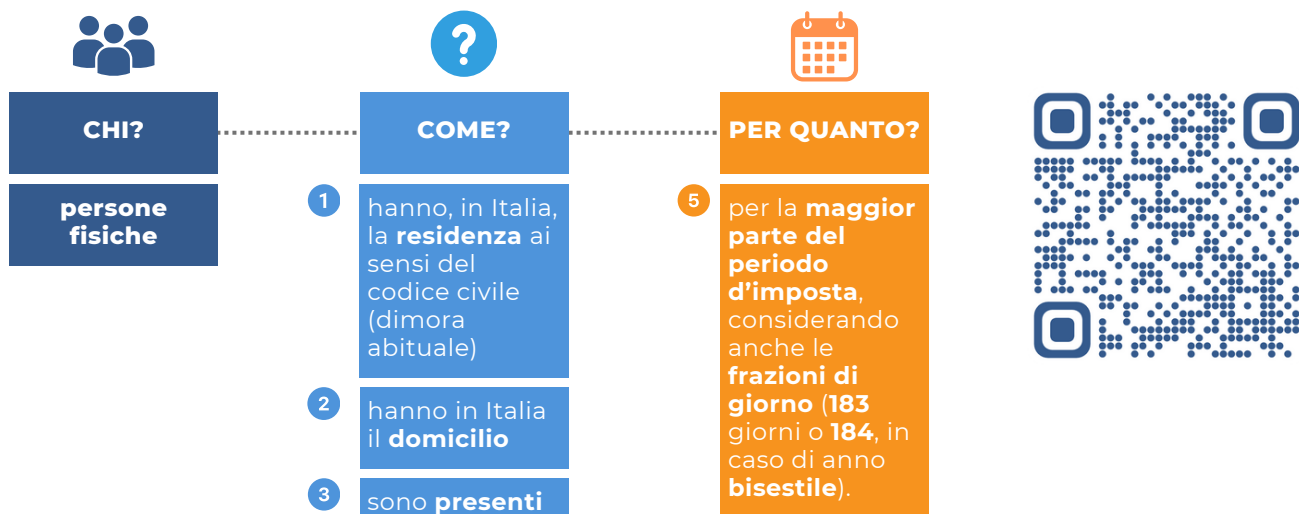 ?
CHI?
COME?
PER QUANTO?
persone
fisiche
1
hanno, in Italia,
la residenza ai
sensi del
codice civile
(dimora
abituale)
2
hanno in Italia
il domicilio
3
sono presenti
5
per la maggior
parte del
periodo
d’imposta,
considerando
anche le
frazioni di
giorno (183
giorni o 184, in
caso di anno
bisestile).